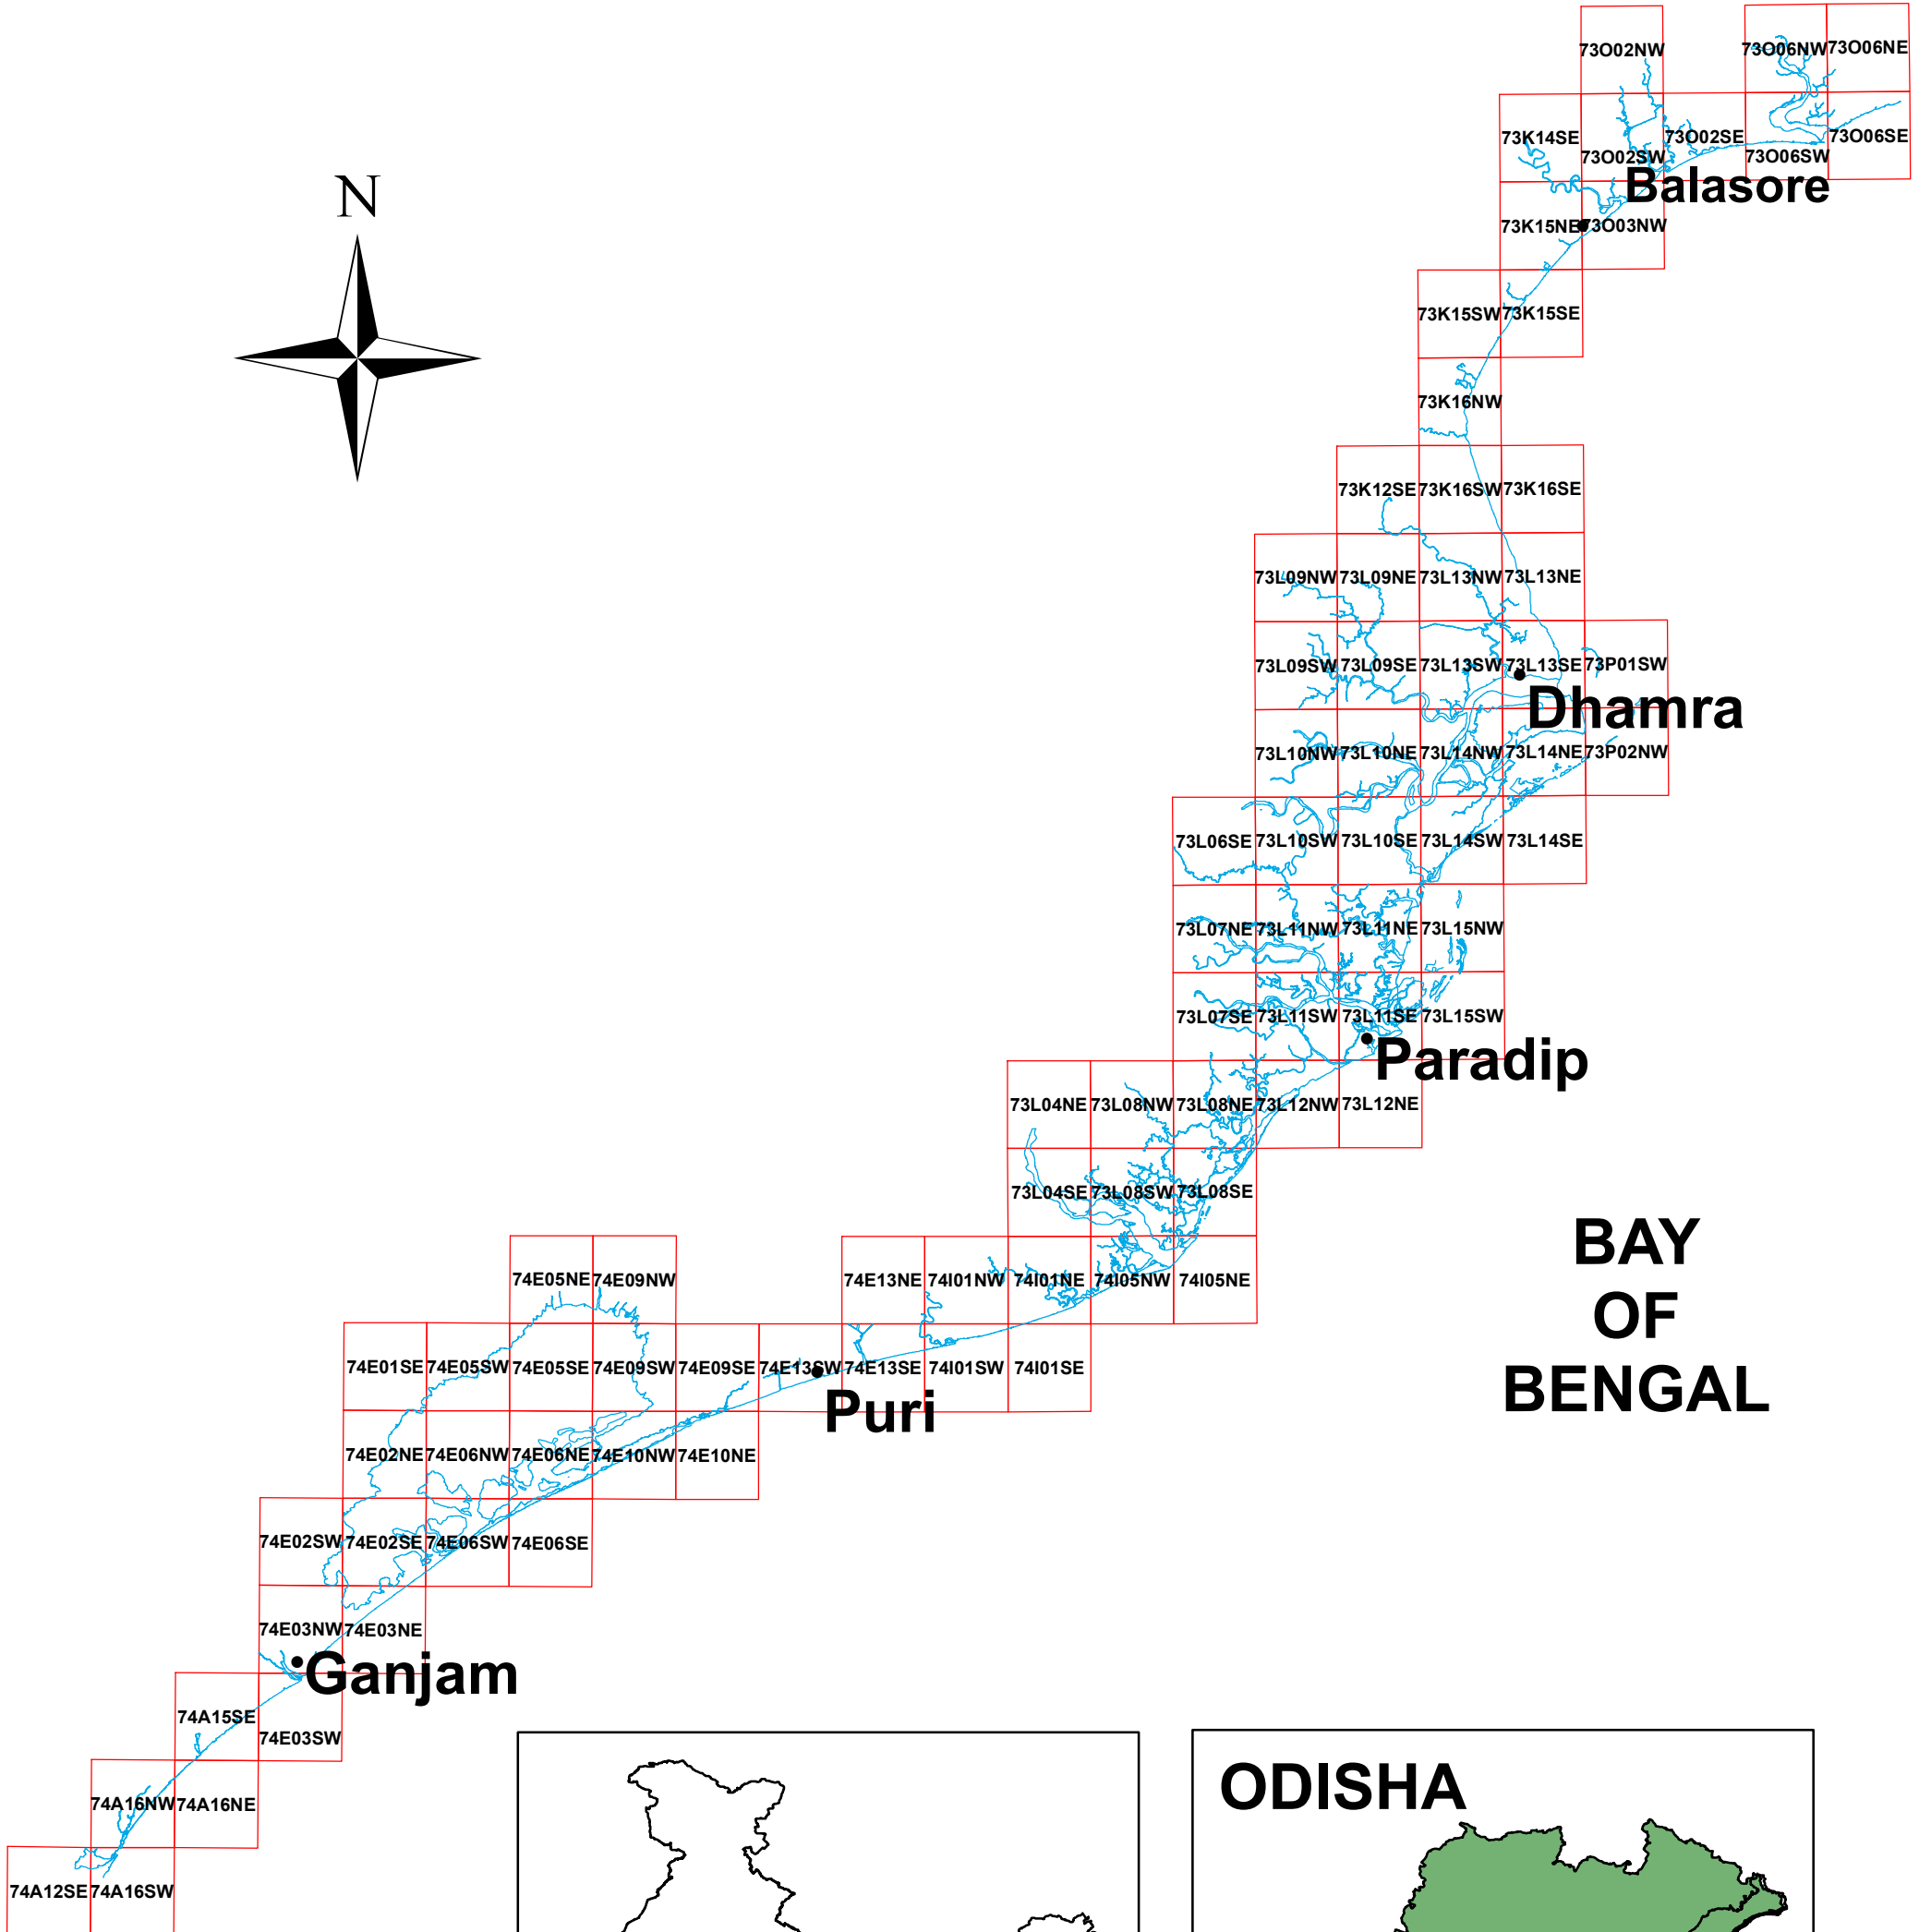 73O02NW 73O06NW 73O06NE
73K14SE 73O02SW 73O02SE 73O06SW 73O06SE
Balasore
N
73K15NE 73O03NW
73K15SW 73K15SE
73K16NW
73K12SE 73K16SW 73K16SE
73L09NW 73L09NE 73L13NW 73L13NE
73L09SW 73L09SE 73L13SW 73L13SE 73P01SW
Dhamra
73L10NW 73L10NE 73L14NW 73L14NE 73P02NW
73L06SE 73L10SW 73L10SE 73L14SW 73L14SE
73L07NE 73L11NW 73L11NE 73L15NW
73L07SE 73L11SW 73L11SE 73L15SW
Paradip
73L04NE 73L08NW 73L08NE 73L12NW 73L12NE
73L04SE 73L08SW 73L08SE
BAY
OF
BENGAL
74E05NE 74E09NW 74E13NE 74I01NW 74I01NE 74I05NW 74I05NE
74E01SE 74E05SW 74E05SE 74E09SW 74E09SE 74E13SW 74E13SE 74I01SW 74I01SE
Puri
74E02NE 74E06NW 74E06NE 74E10NW 74E10NE
74E02SW 74E02SE 74E06SW 74E06SE
74E03NW 74E03NE
Ganjam
74A15SE 74E03SW
74A16NW 74A16NE
74A12SE 74A16SW
ODISHA